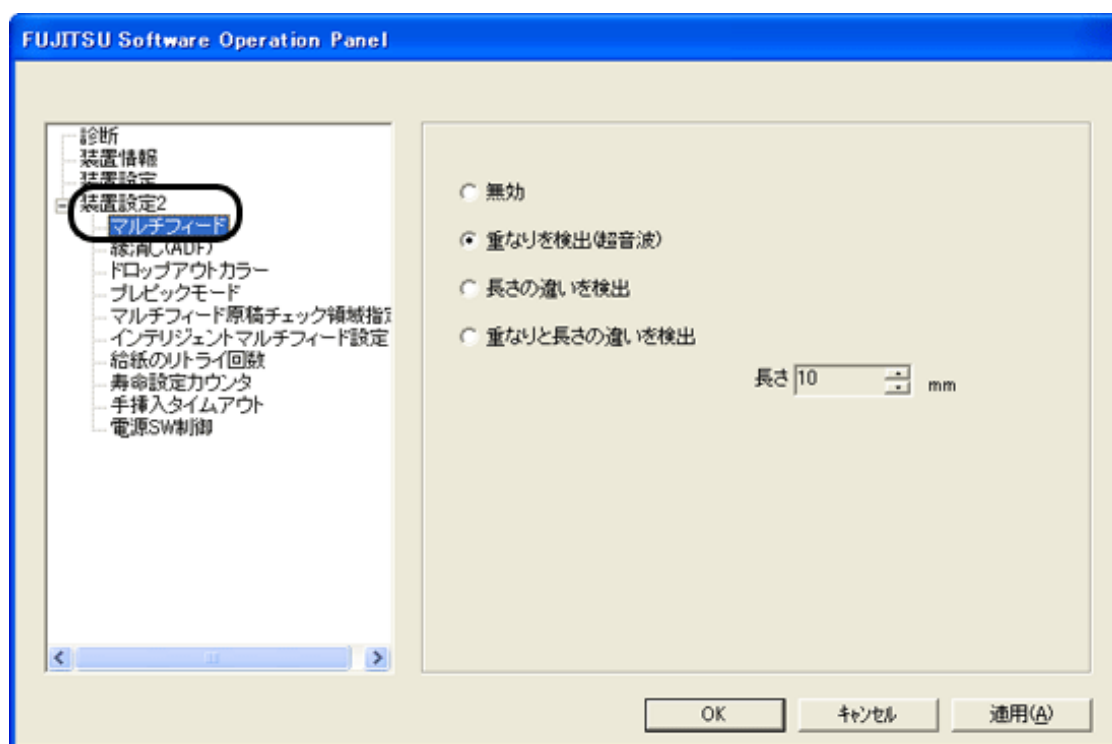 FUJITSU Software Operation Panel
診断
装置情報
装置設定
装置設定2
マルチフィード
縁消し(ADF)
ドロップアウトカラー
プレピックモード
マルチフィード原稿チェック領域指定
インテリジェントマルチフィード設定
給紙のリトライ回数
寿命設定カウンタ
手挿入タイムアウト
電源SW制御
無効
重なりを検出(超音波)
長さの違いを検出
重なりと長さの違いを検出
長さ 10 mm
OK キャンセル 適用(A)